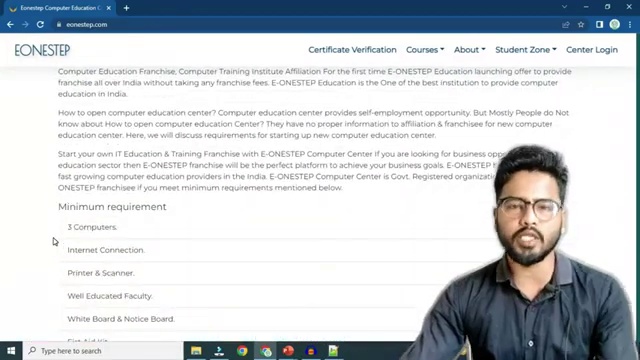 Eonestep Computer Education C
eonestep.com
EONESTEP
Certificate Verification Courses About Student Zone Center Login
Computer Education Franchise, Computer Training Institute Affiliation For the first time E-ONESTEP Education launching offer to provide
franchise all over India without taking any franchise fees. E-ONESTEP Education is the One of the best institution to provide computer
education in India.
How to open computer education center? Computer education center provides self-employment opportunity. But Mostly People do Not
know about How to open computer education Center? They have no proper information to affiliation & franchises for new computer
education center. Here, we will discuss requirements for starting up new computer education center.
Start your own IT Education & Training Franchise with E-ONESTEP Computer Center If you are looking for business oppo
education sector then E-ONESTEP franchise will be the perfect platform to achieve your business goals. E-ONESTEP
fast growing computer education providers in the India. E-ONESTEP Computer Center is Govt. Registered organizatio
ONESTEP franchisee if you meet minimum requirements mentioned below.
Minimum requirement
3 Computers.
Internet Connection.
Printer & Scanner.
Well Educated Faculty.
White Board & Notice Board.
Kit
Type here to search